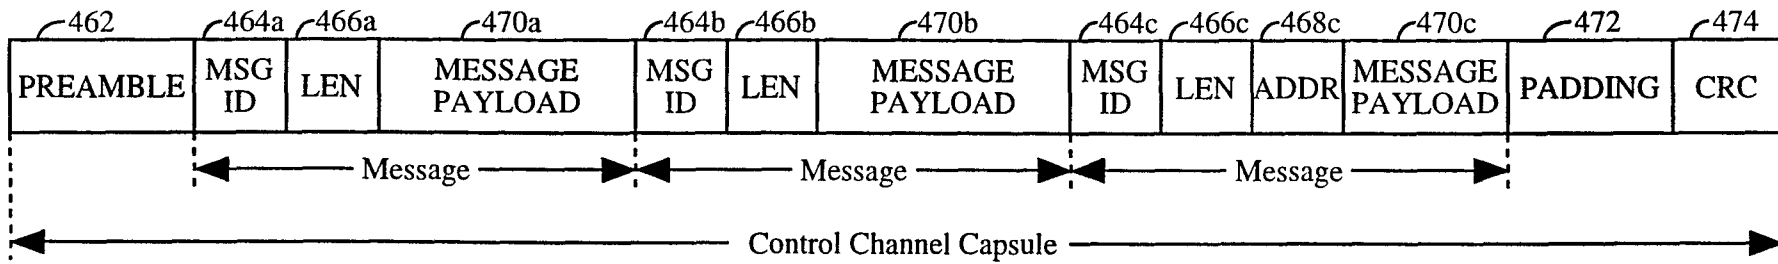 462 464a 466a 470a 464b 466b 470b 464c 466c 468c 470c 472 474
PREAMBLE MSG ID LEN MESSAGE PAYLOAD MSG ID LEN MESSAGE PAYLOAD MSG ID LEN ADDR MESSAGE PAYLOAD PADDING CRC
Message Message Message
Control Channel Capsule